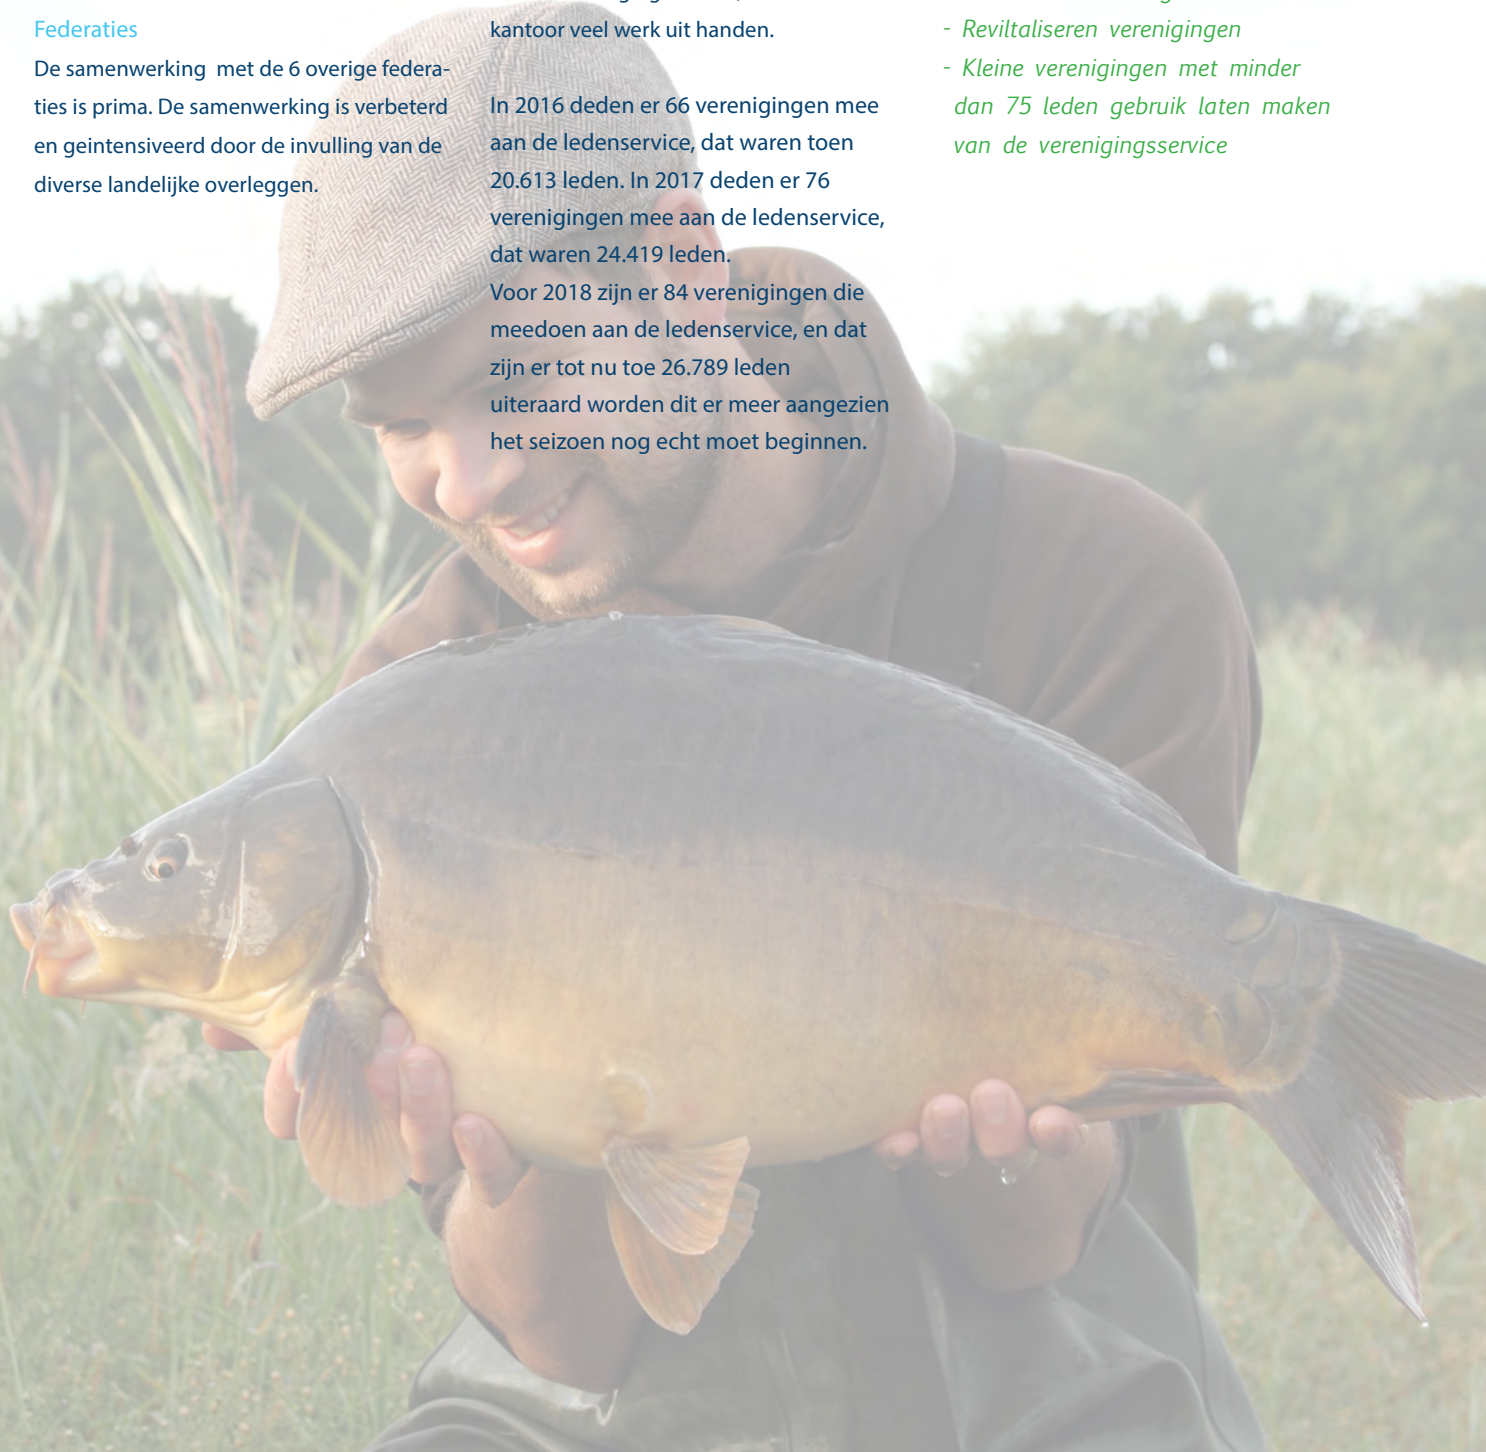 Federaties
De samenwerking met de 6 overige federa-
ties is prima. De samenwerking is verbeterd
en geintensiveerd door de invulling van de
diverse landelijke overleggen.
kantoor veel werk uit handen.
In 2016 deden er 66 verenigingen mee
aan de ledenservice, dat waren toen
20.613 leden. In 2017 deden er 76
verenigingen mee aan de ledenservice,
dat waren 24.419 leden.
Voor 2018 zijn er 84 verenigingen die
meedoen aan de ledenservice, en dat
zijn er tot nu toe 26.789 leden
uiteraard worden dit er meer aangezien
het seizoen nog echt moet beginnen.
- Reviltaliseren verenigingen
- Kleine verenigingen met minder
dan 75 leden gebruik laten maken
van de verenigingsservice